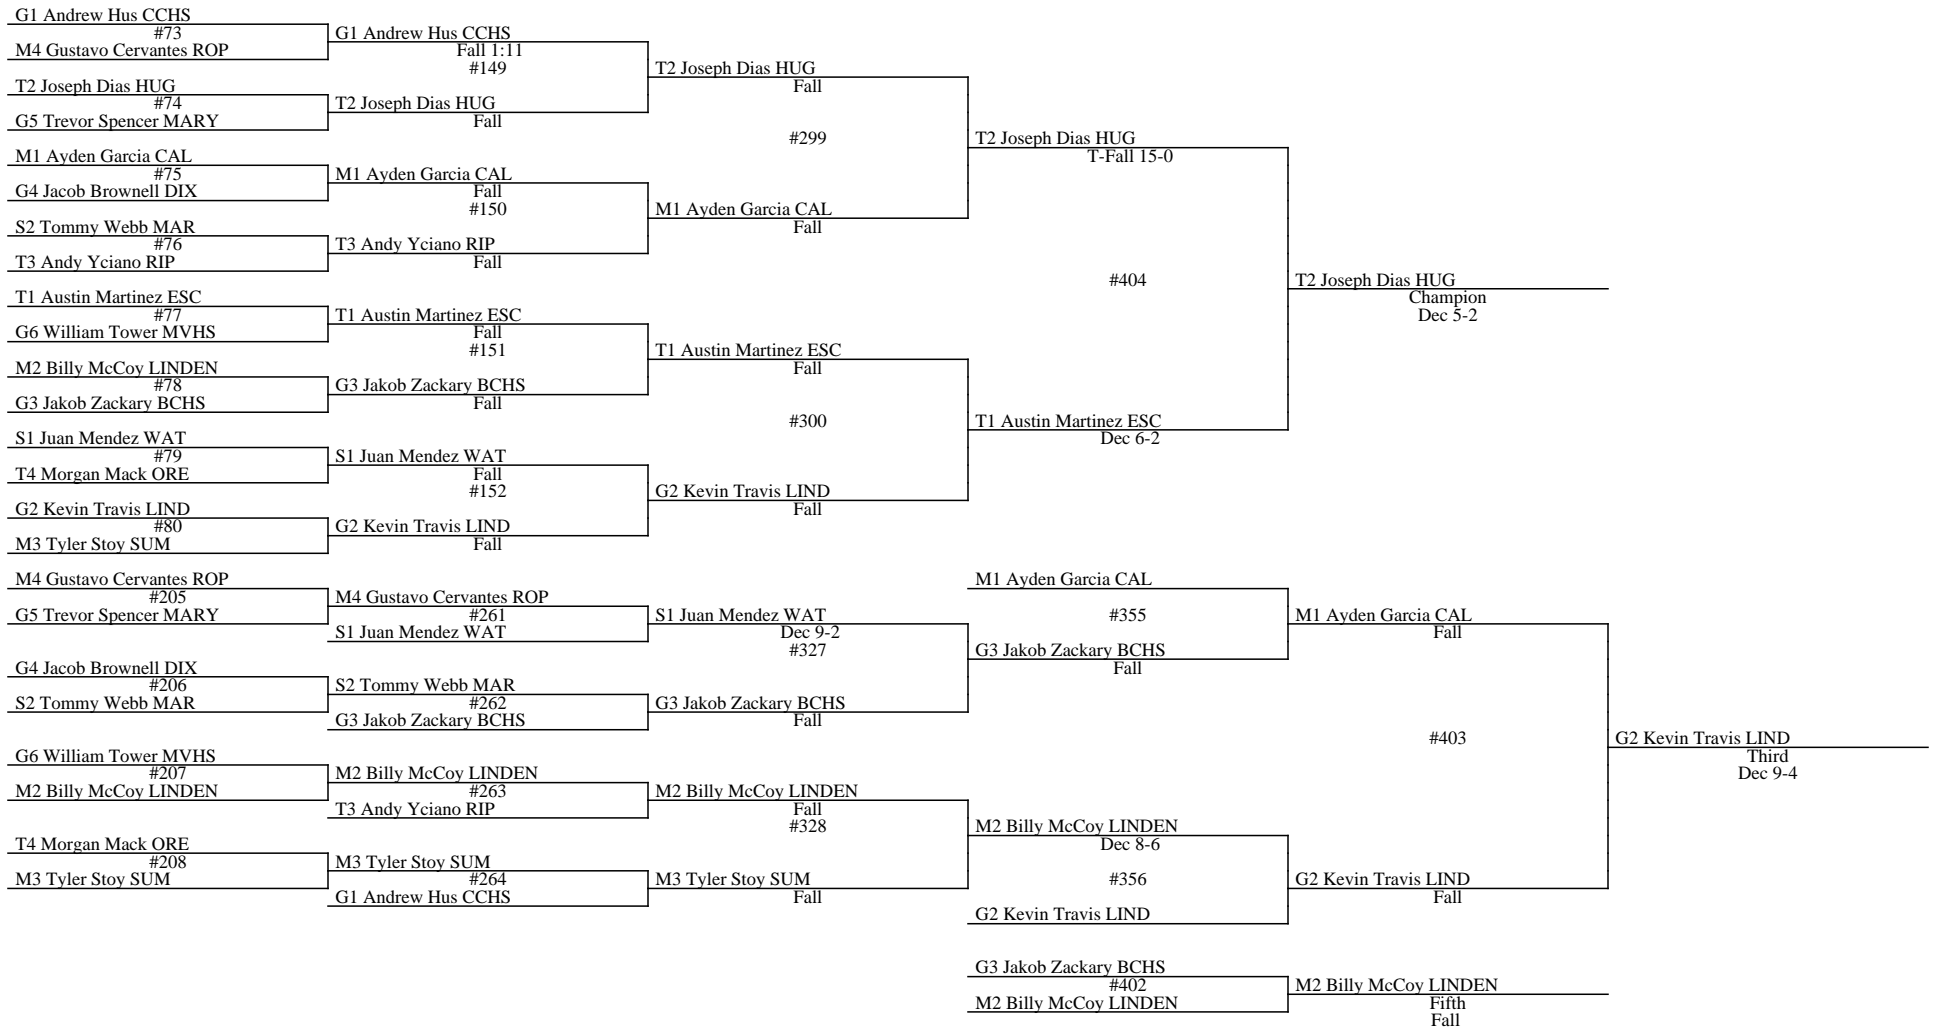 G1 Andrew Hus CCHS
#73
M4 Gustavo Cervantes ROP
T2 Joseph Dias HUG
#74
G5 Trevor Spencer MARY
M1 Ayden Garcia CAL
#75
G4 Jacob Brownell DIX
S2 Tommy Webb MAR
#76
T3 Andy Yciano RIP
T1 Austin Martinez ESC
#77
G6 William Tower MVHS
M2 Billy McCoy LINDEN
#78
G3 Jakob Zackary BCHS
S1 Juan Mendez WAT
#79
T4 Morgan Mack ORE
G2 Kevin Travis LIND
#80
M3 Tyler Stoy SUM
G1 Andrew Hus CCHS
Fall 1:11
#149
T2 Joseph Dias HUG
Fall
M1 Ayden Garcia CAL
Fall
#150
T3 Andy Yciano RIP
Fall
T1 Austin Martinez ESC
Fall
#151
G3 Jakob Zackary BCHS
Fall
S1 Juan Mendez WAT
Fall
#152
G2 Kevin Travis LIND
Fall
T2 Joseph Dias HUG
Fall
#299
M1 Ayden Garcia CAL
Fall
T1 Austin Martinez ESC
Fall
#300
G2 Kevin Travis LIND
Fall
T2 Joseph Dias HUG
T-Fall 15-0
#404
T1 Austin Martinez ESC
Dec 6-2
T2 Joseph Dias HUG
Champion
Dec 5-2
M4 Gustavo Cervantes ROP
#205
G5 Trevor Spencer MARY
G4 Jacob Brownell DIX
#206
S2 Tommy Webb MAR
G6 William Tower MVHS
#207
M2 Billy McCoy LINDEN
T4 Morgan Mack ORE
#208
M3 Tyler Stoy SUM
M4 Gustavo Cervantes ROP
#261
S1 Juan Mendez WAT
S2 Tommy Webb MAR
#262
G3 Jakob Zackary BCHS
M2 Billy McCoy LINDEN
#263
T3 Andy Yciano RIP
M3 Tyler Stoy SUM
#264
G1 Andrew Hus CCHS
S1 Juan Mendez WAT
Dec 9-2
#327
G3 Jakob Zackary BCHS
Fall
M2 Billy McCoy LINDEN
Fall
#328
M3 Tyler Stoy SUM
Fall
M1 Ayden Garcia CAL
#355
G3 Jakob Zackary BCHS
Fall
M2 Billy McCoy LINDEN
Dec 8-6
#356
G2 Kevin Travis LIND
M1 Ayden Garcia CAL
Fall
#403
G2 Kevin Travis LIND
Fall
G2 Kevin Travis LIND
Third
Dec 9-4
G3 Jakob Zackary BCHS
#402
M2 Billy McCoy LINDEN
M2 Billy McCoy LINDEN
Fifth
Fall